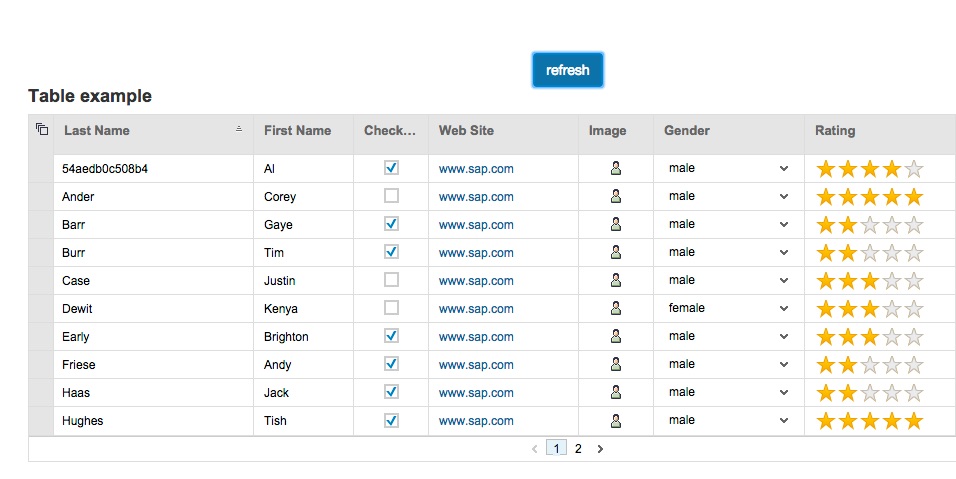 refresh
Table example
Last Name First Name Check... Web Site Image Gender Rating
54aedb0c508b4 Al www.sap.com male
Ander Corey www.sap.com male
Barr Gaye www.sap.com male
Burr Tim www.sap.com male
Case Justin www.sap.com male
Dewit Kenya www.sap.com female
Early Brighton www.sap.com male
Friese Andy www.sap.com male
Haas Jack www.sap.com male
Hughes Tish www.sap.com male
1 2